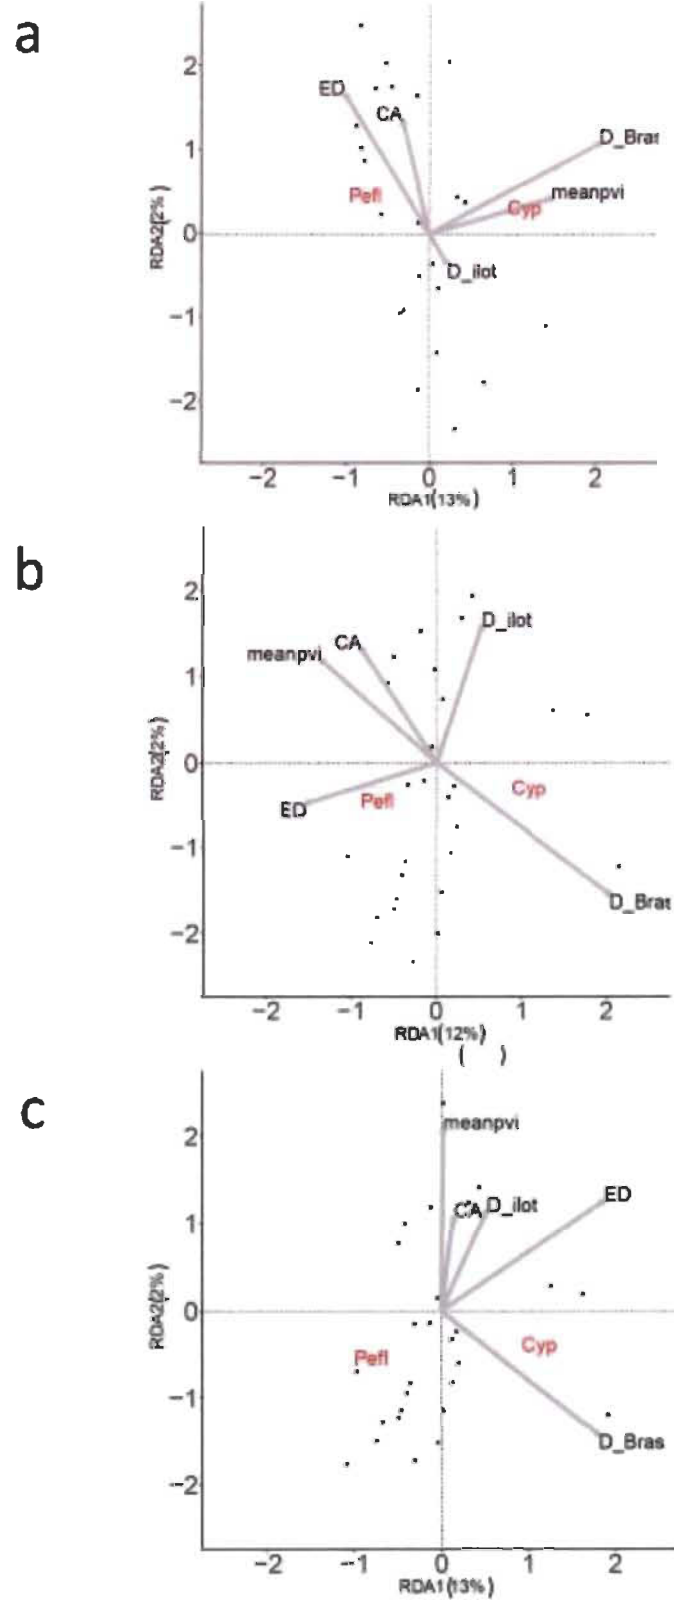 a
2
ED
CA
D_Bras
1
Pefl
meanpvi
Cyp
RDA2(2%)
0
D_ilot
−1
−2
−2 −1 0 1 2
RDA1(13%)
b
2
D_ilot
CA
meanpvi
1
RDA2(2%)
0
Cyp
Pefl
ED
−1
D_Bras
−2
−2 −1 0 1 2
RDA1(12%)
( )
c
meanpvi
2
ED
CA D_ilot
1
RDA2(2%)
0
Cyp
Pefl
−1
D_Bras
−2
−2 −1 0 1 2
RDA1(13%)